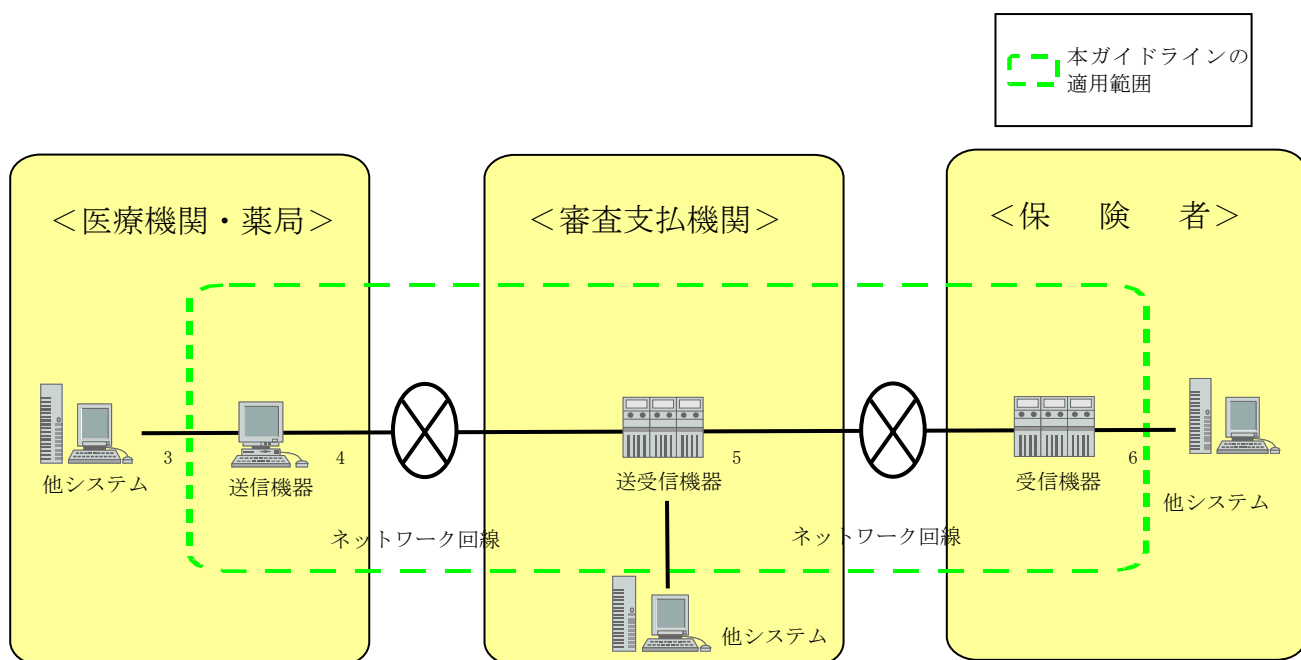 本ガイドラインの
適用範囲
＜医療機関・薬局＞
＜審査支払機関＞
＜保　険　者＞
3
4
5
6
他システム
送信機器
送受信機器
受信機器
他システム
ネットワーク回線
ネットワーク回線
他システム